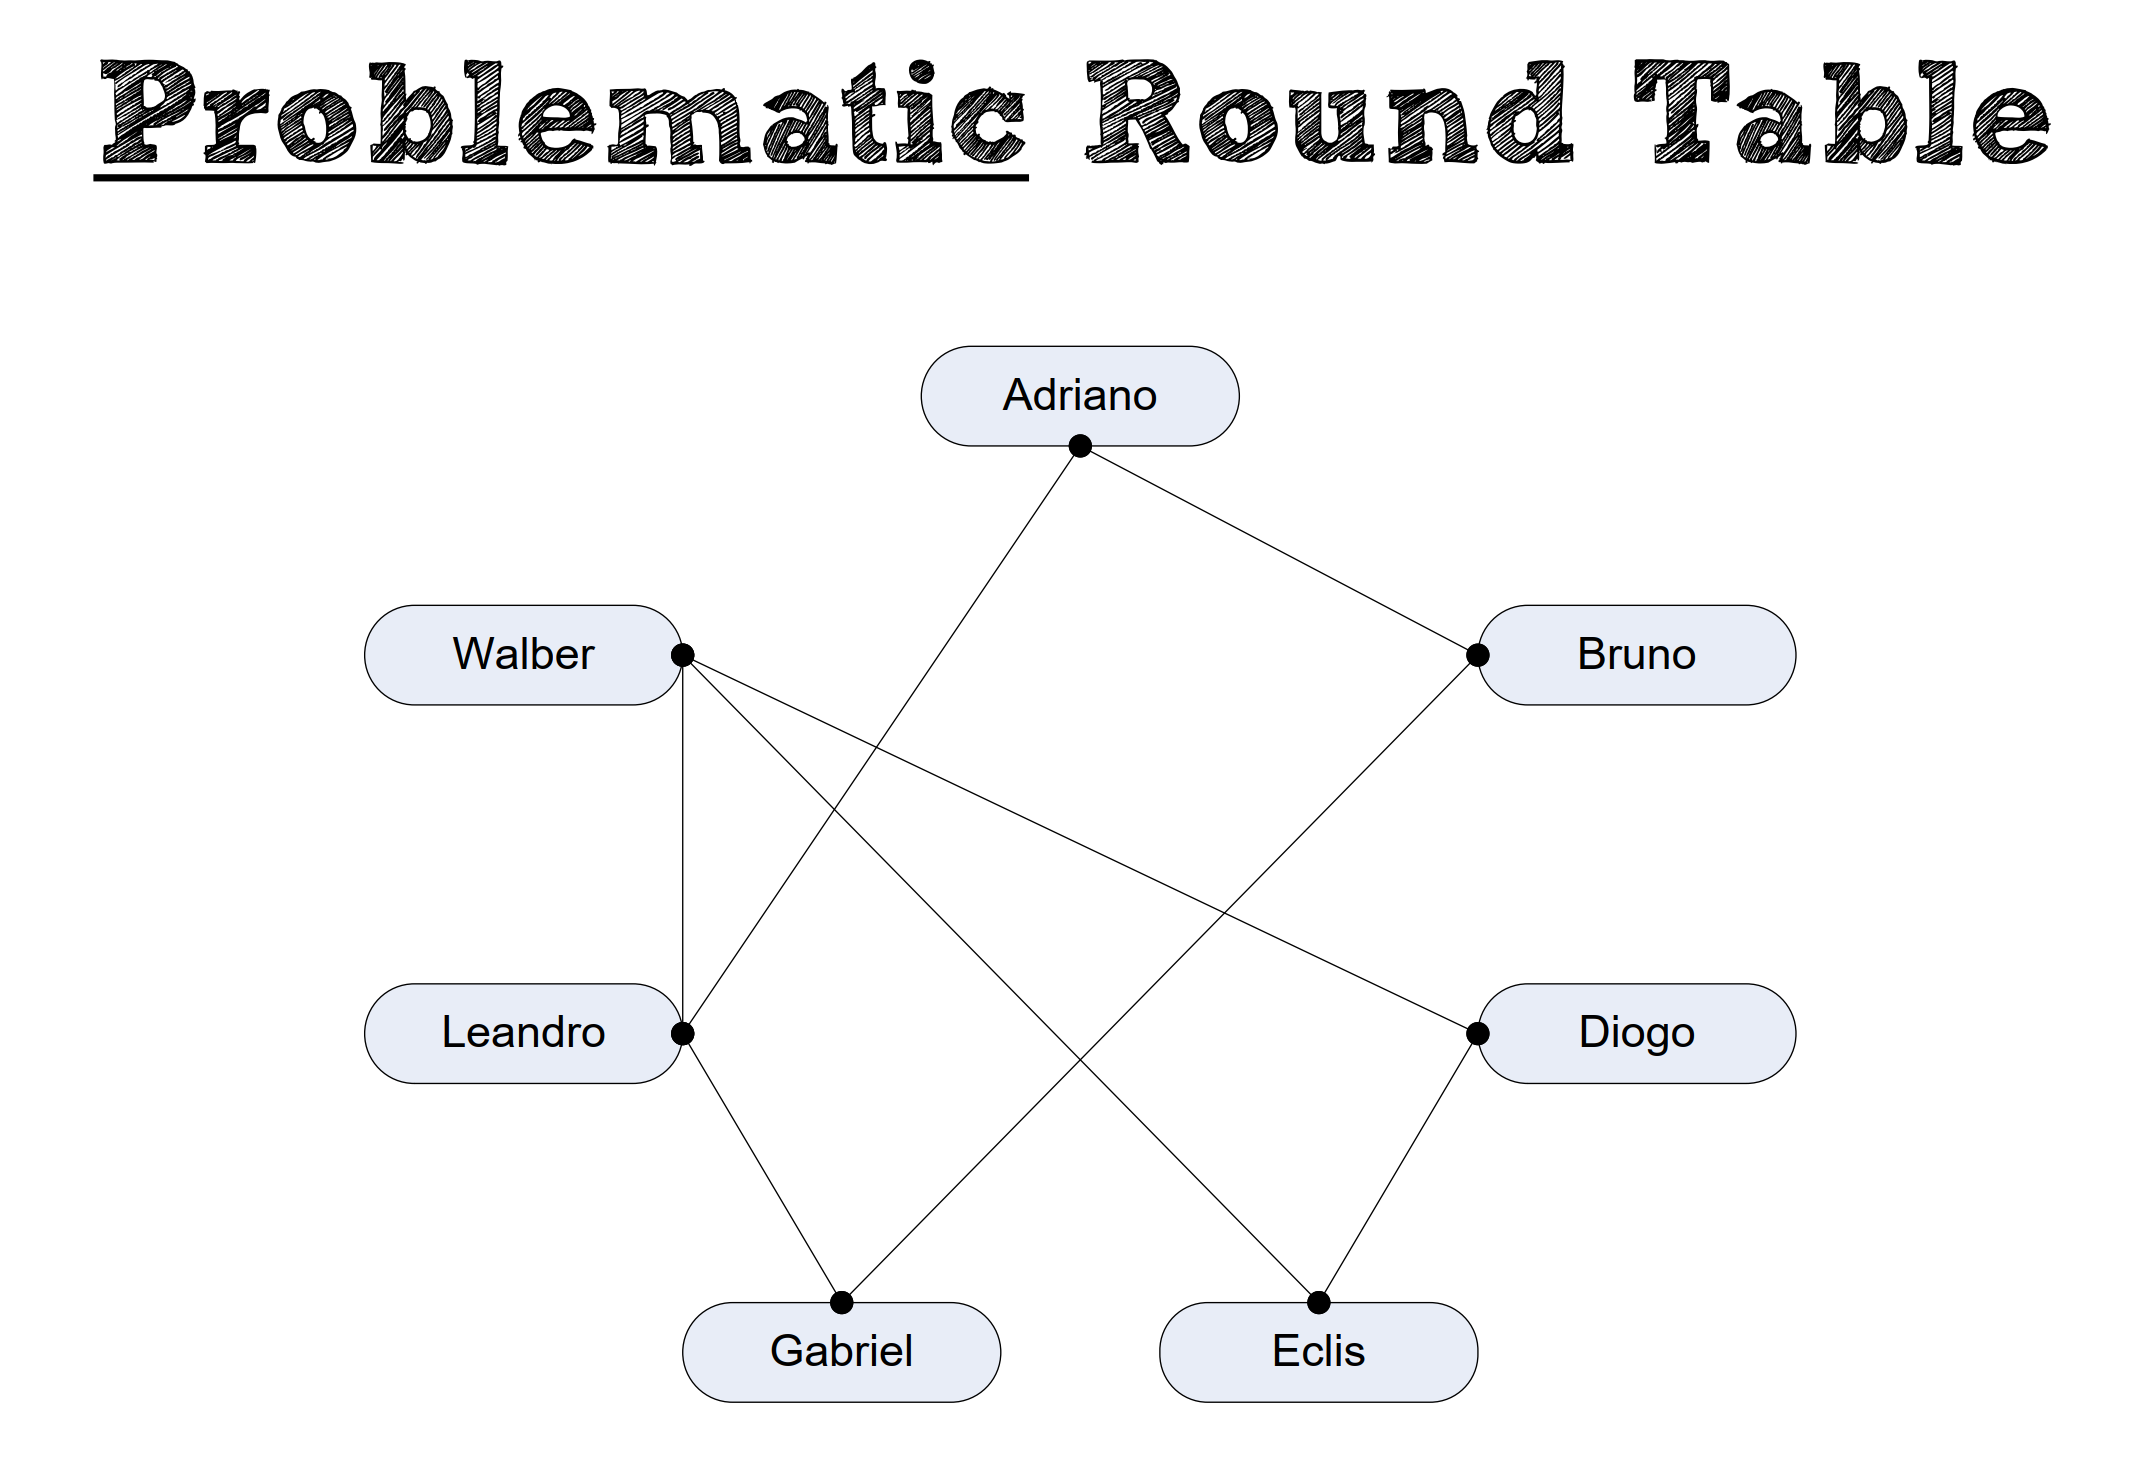 Problematic Round Table
Adriano
Walber
Bruno
Leandro
Diogo
Gabriel
Eclis